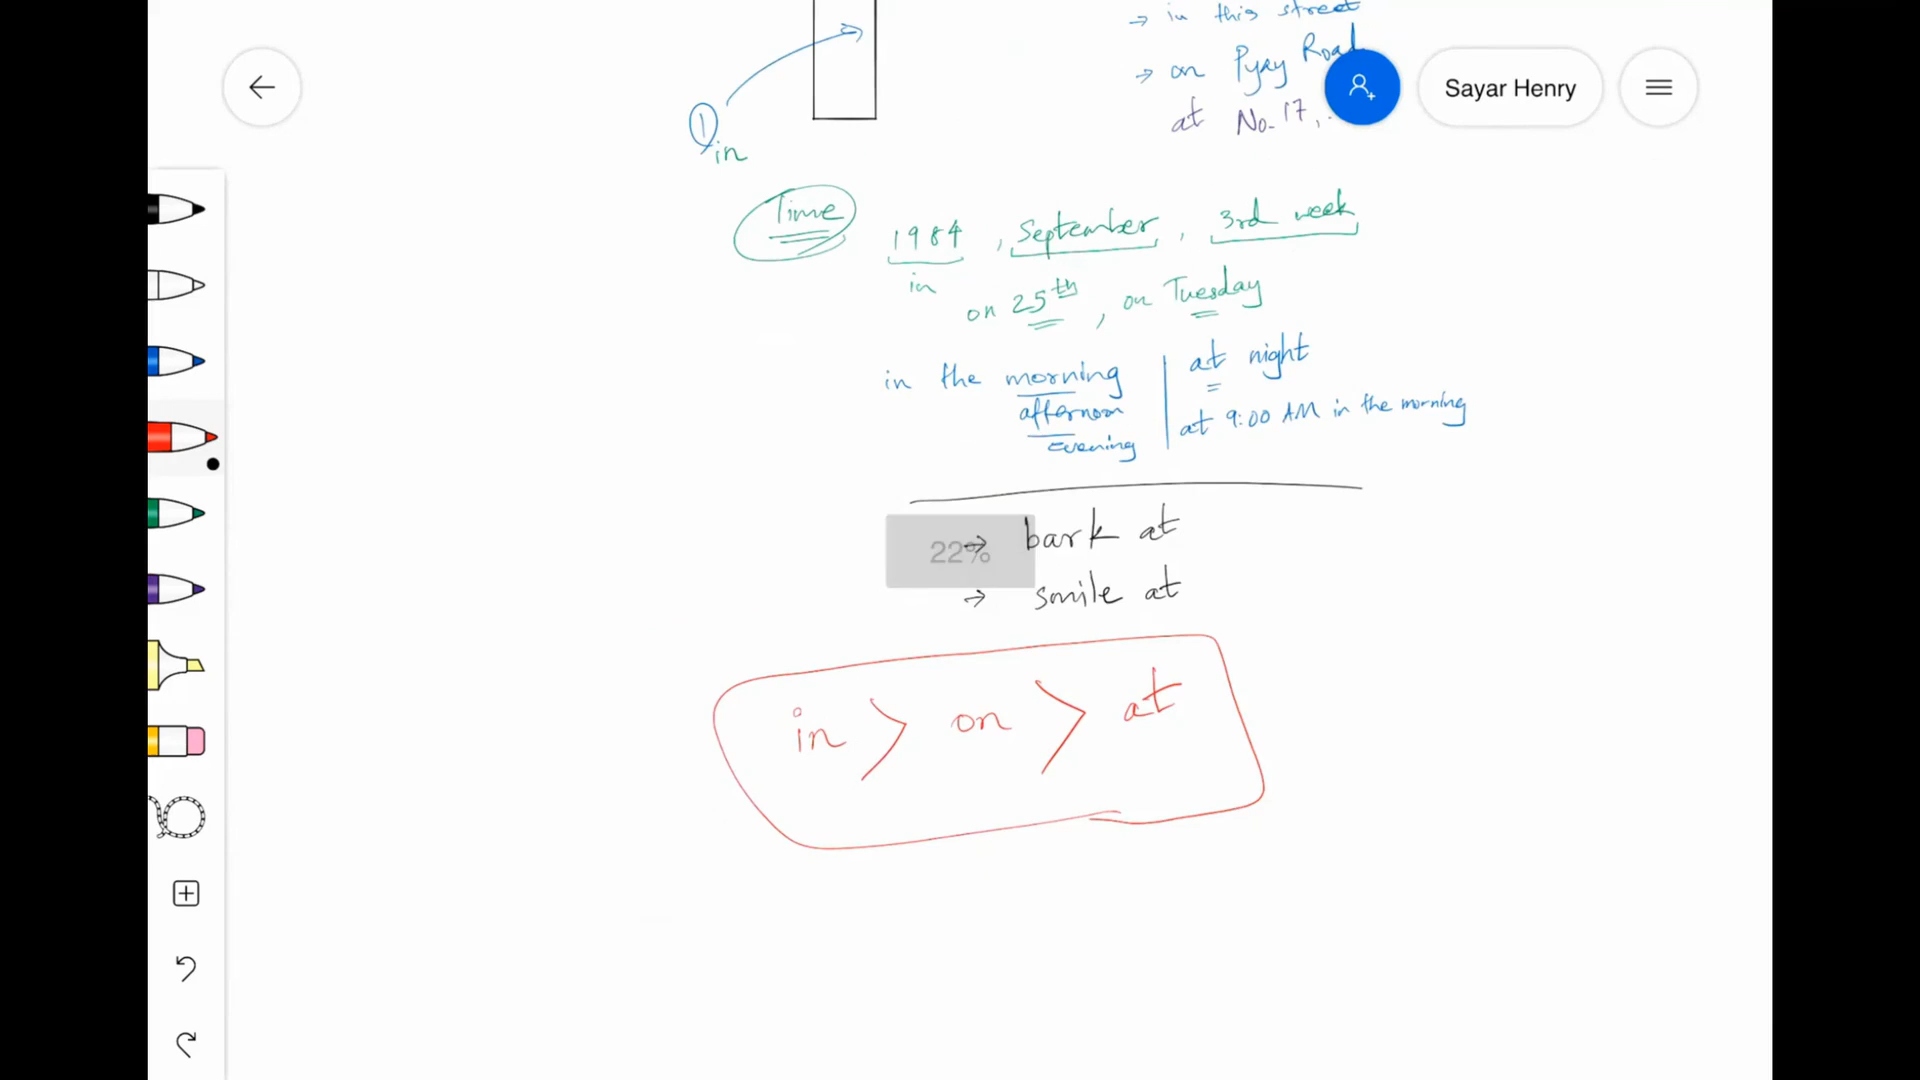 → in this street
→ on Pyay Road
at No. 17,
Sayar Henry
1
in
Time
1984, September, 3rd week
in
on 25th, on Tuesday
in the morning
afternoon
Evening
at night
at 9:00 AM in the morning
→ bark at
22%
→ smile at
in > on > at